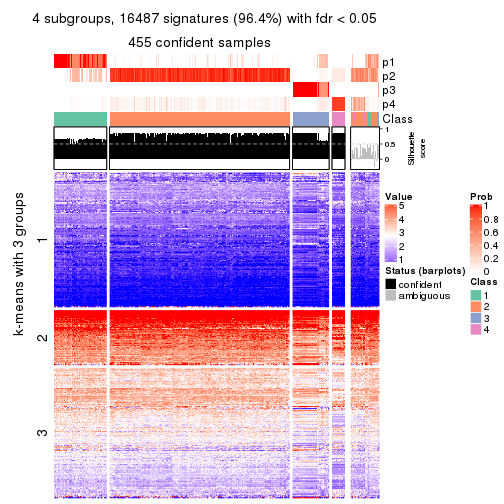 4 subgroups, 16487 signatures (96.4%) with fdr < 0.05
455 confident samples
p1
p2
p3
p4
Class
1
0.5
0
Silhouette
score
k-means with 3 groups
1
2
3
Value
5
4
3
2
1
Status (barplots)
confident
ambiguous
Prob
1
0.8
0.6
0.4
0.2
0
Class
1
2
3
4